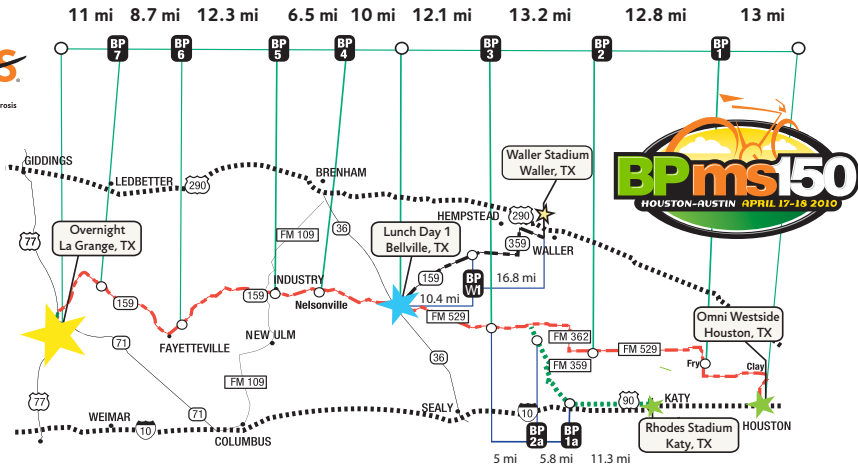 11 mi 8.7 mi 12.3 mi 6.5 mi 10 mi 12.1 mi 13.2 mi 12.8 mi 13 mi
BP 7
BP 6
BP 5
BP 4
BP 3
BP 2
BP 1
S.
rosis
GIDDINGS
LEDBETTER
290
BRENHAM
Waller Stadium
Waller, TX
BPms150
HOUSTON-AUSTIN APRIL 17-18 2010
HEMPSTEAD
290
77
Overnight
La Grange, TX
FM 109
36
Lunch Day 1
Bellville, TX
359
WALLER
159
BP W1
16.8 mi
10.4 mi
159
159
INDUSTRY
Nelsonville
FM 529
Omni Westside
Houston, TX
71
FAYETTEVILLE
NEW ULM
FM 362
FM 529
FM 359
Fry
Clay
36
FM 109
77
WEIMAR
71
10
COLUMBUS
SEALY
10
90
KATY
HOUSTON
Rhodes Stadium
Katy, TX
BP 2a
BP 1a
5 mi 5.8 mi 11.3 mi